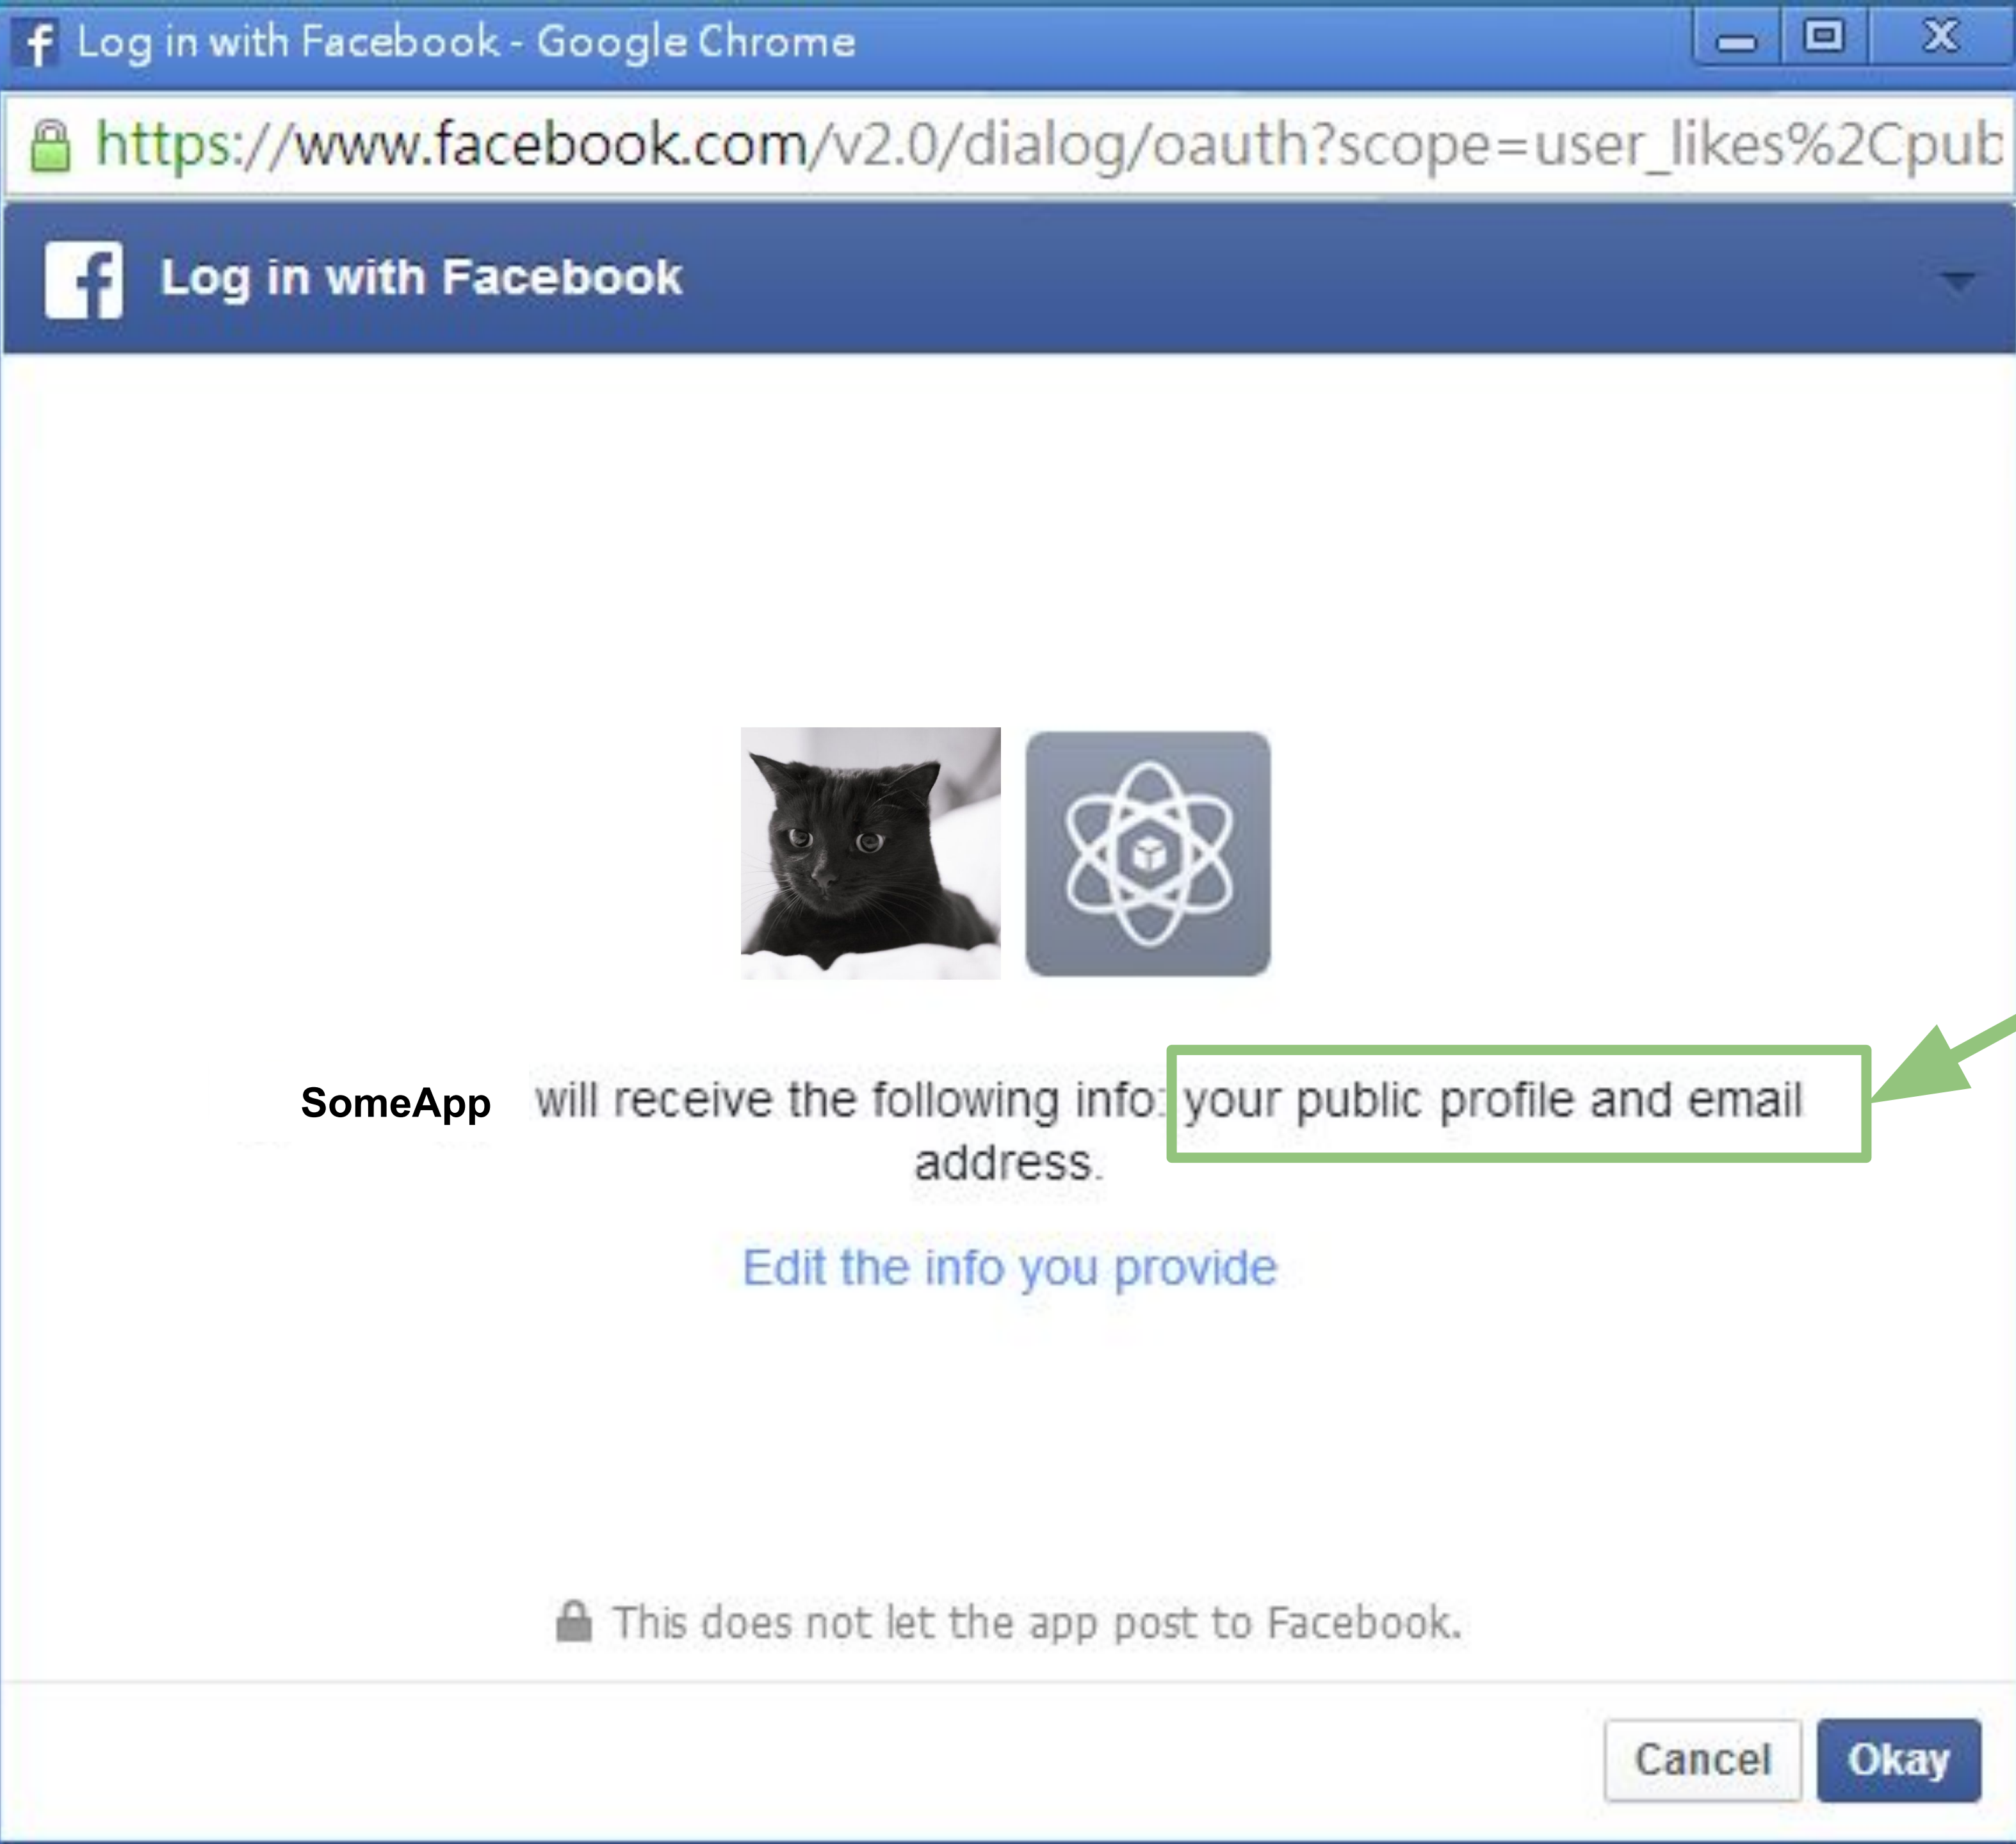 Log in with Facebook - Google Chrome
https://www.facebook.com/v2.0/dialog/oauth?scope=user_likes%2Cpub
Log in with Facebook
SomeApp will receive the following info: your public profile and email
address.
Edit the info you provide
This does not let the app post to Facebook.
Cancel Okay